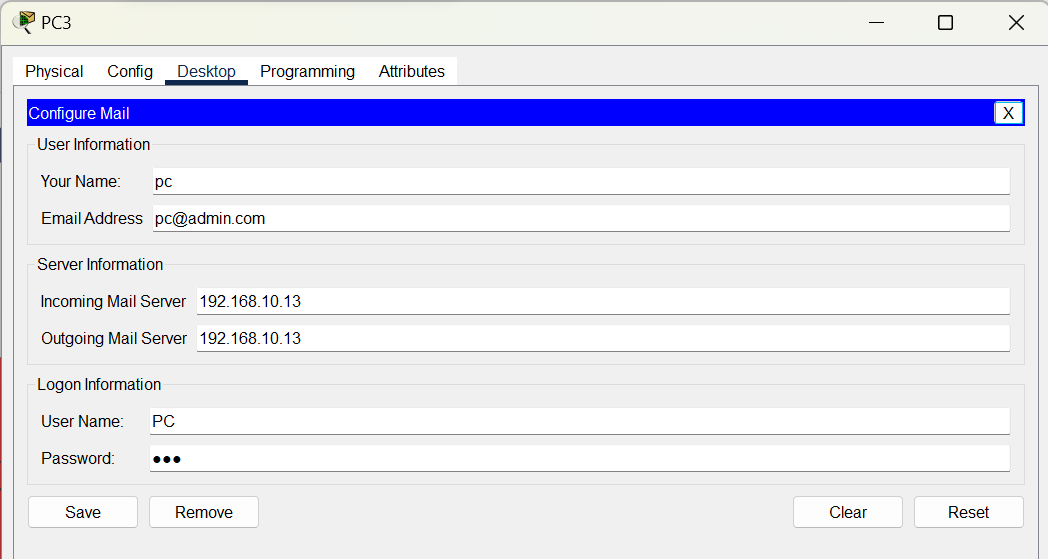 PC3
Physical Config Desktop Programming Attributes
Configure Mail X
User Information
Your Name: pc
Email Address pc@admin.com
Server Information
Incoming Mail Server 192.168.10.13
Outgoing Mail Server 192.168.10.13
Logon Information
User Name: PC
Password: ●●●
Save Remove Clear Reset